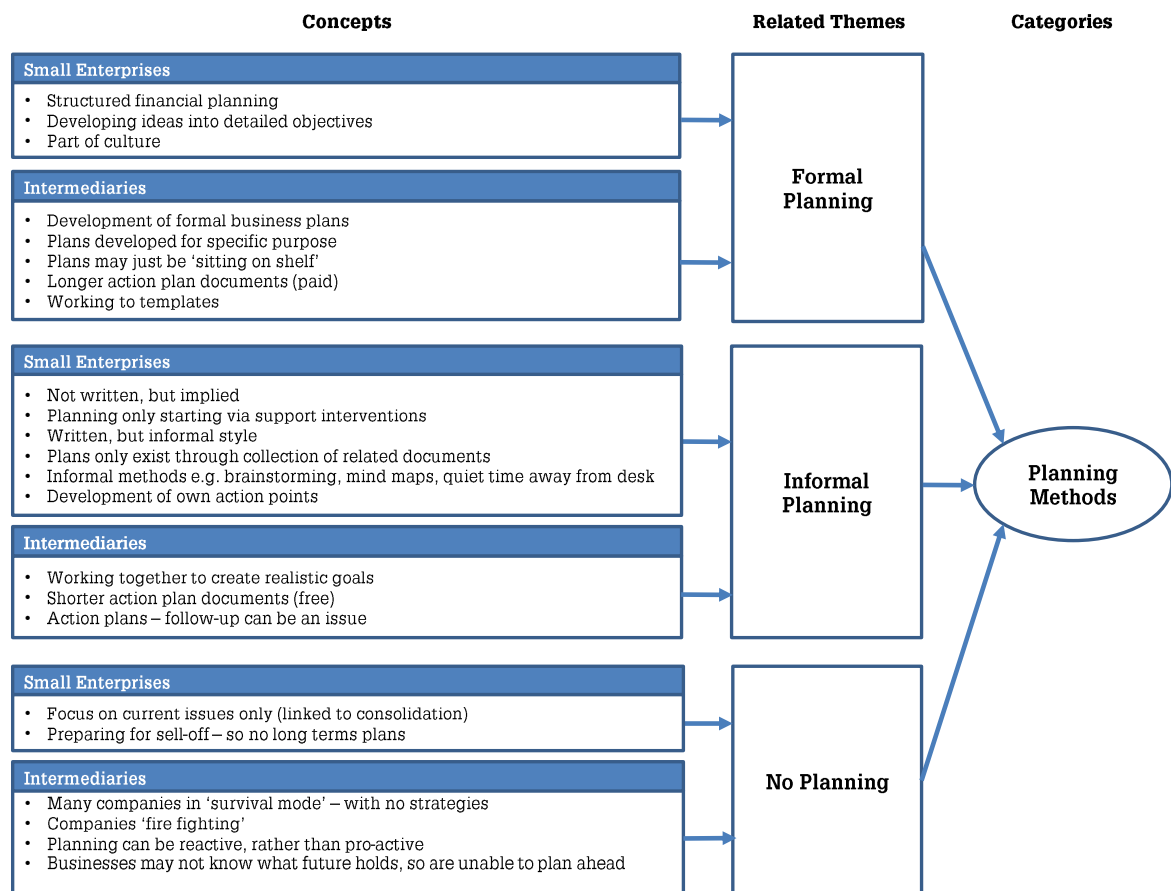 Concepts
Related Themes
Categories
Small Enterprises
• Structured financial planning
• Developing ideas into detailed objectives
• Part of culture
Intermediaries
• Development of formal business plans
• Plans developed for specific purpose
• Plans may just be ‘sitting on shelf’
• Longer action plan documents (paid)
• Working to templates
Formal
Planning
Small Enterprises
• Not written, but implied
• Planning only starting via support interventions
• Written, but informal style
• Plans only exist through collection of related documents
• Informal methods e.g. brainstorming, mind maps, quiet time away from desk
• Development of own action points
Intermediaries
• Working together to create realistic goals
• Shorter action plan documents (free)
• Action plans – follow-up can be an issue
Informal
Planning
Planning
Methods
Small Enterprises
• Focus on current issues only (linked to consolidation)
• Preparing for sell-off – so no long terms plans
Intermediaries
• Many companies in ‘survival mode’ – with no strategies
• Companies ‘fire fighting’
• Planning can be reactive, rather than pro-active
• Businesses may not know what future holds, so are unable to plan ahead
No Planning